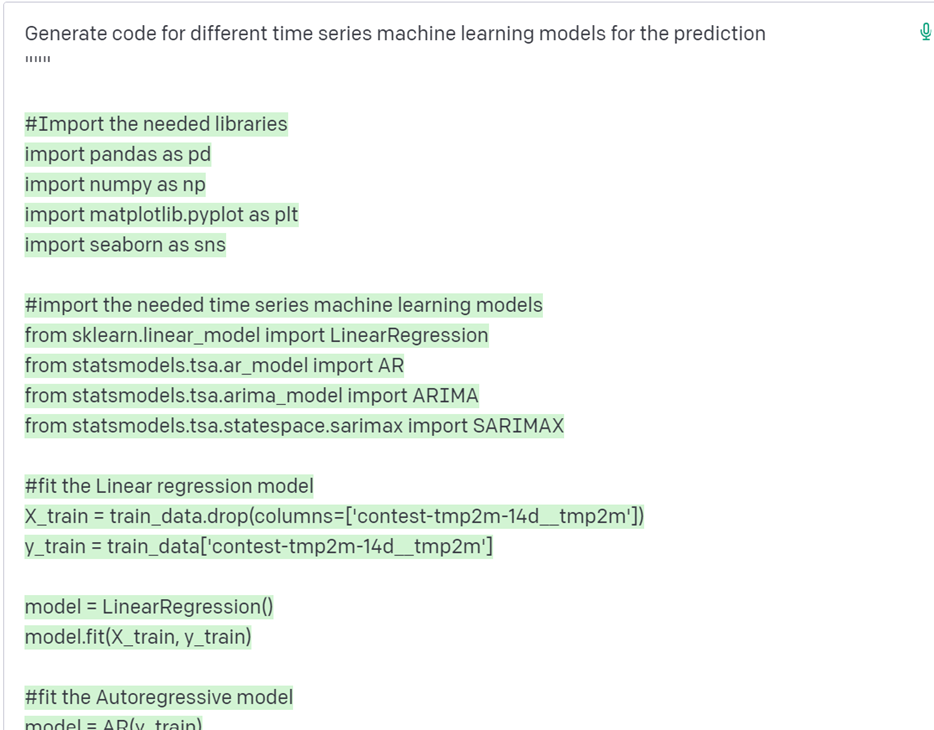 Generate code for different time series machine learning models for the prediction
"""
#Import the needed libraries
import pandas as pd
import numpy as np
import matplotlib.pyplot as plt
import seaborn as sns
#import the needed time series machine learning models
from sklearn.linear_model import LinearRegression
from statsmodels.tsa.ar_model import AR
from statsmodels.tsa.arima_model import ARIMA
from statsmodels.tsa.statespace.sarimax import SARIMAX
#fit the Linear regression model
X_train = train_data.drop(columns=['contest-tmp2m-14d__tmp2m'])
y_train = train_data['contest-tmp2m-14d__tmp2m']
model = LinearRegression()
model.fit(X_train, y_train)
#fit the Autoregressive model
model = AR(y_train)